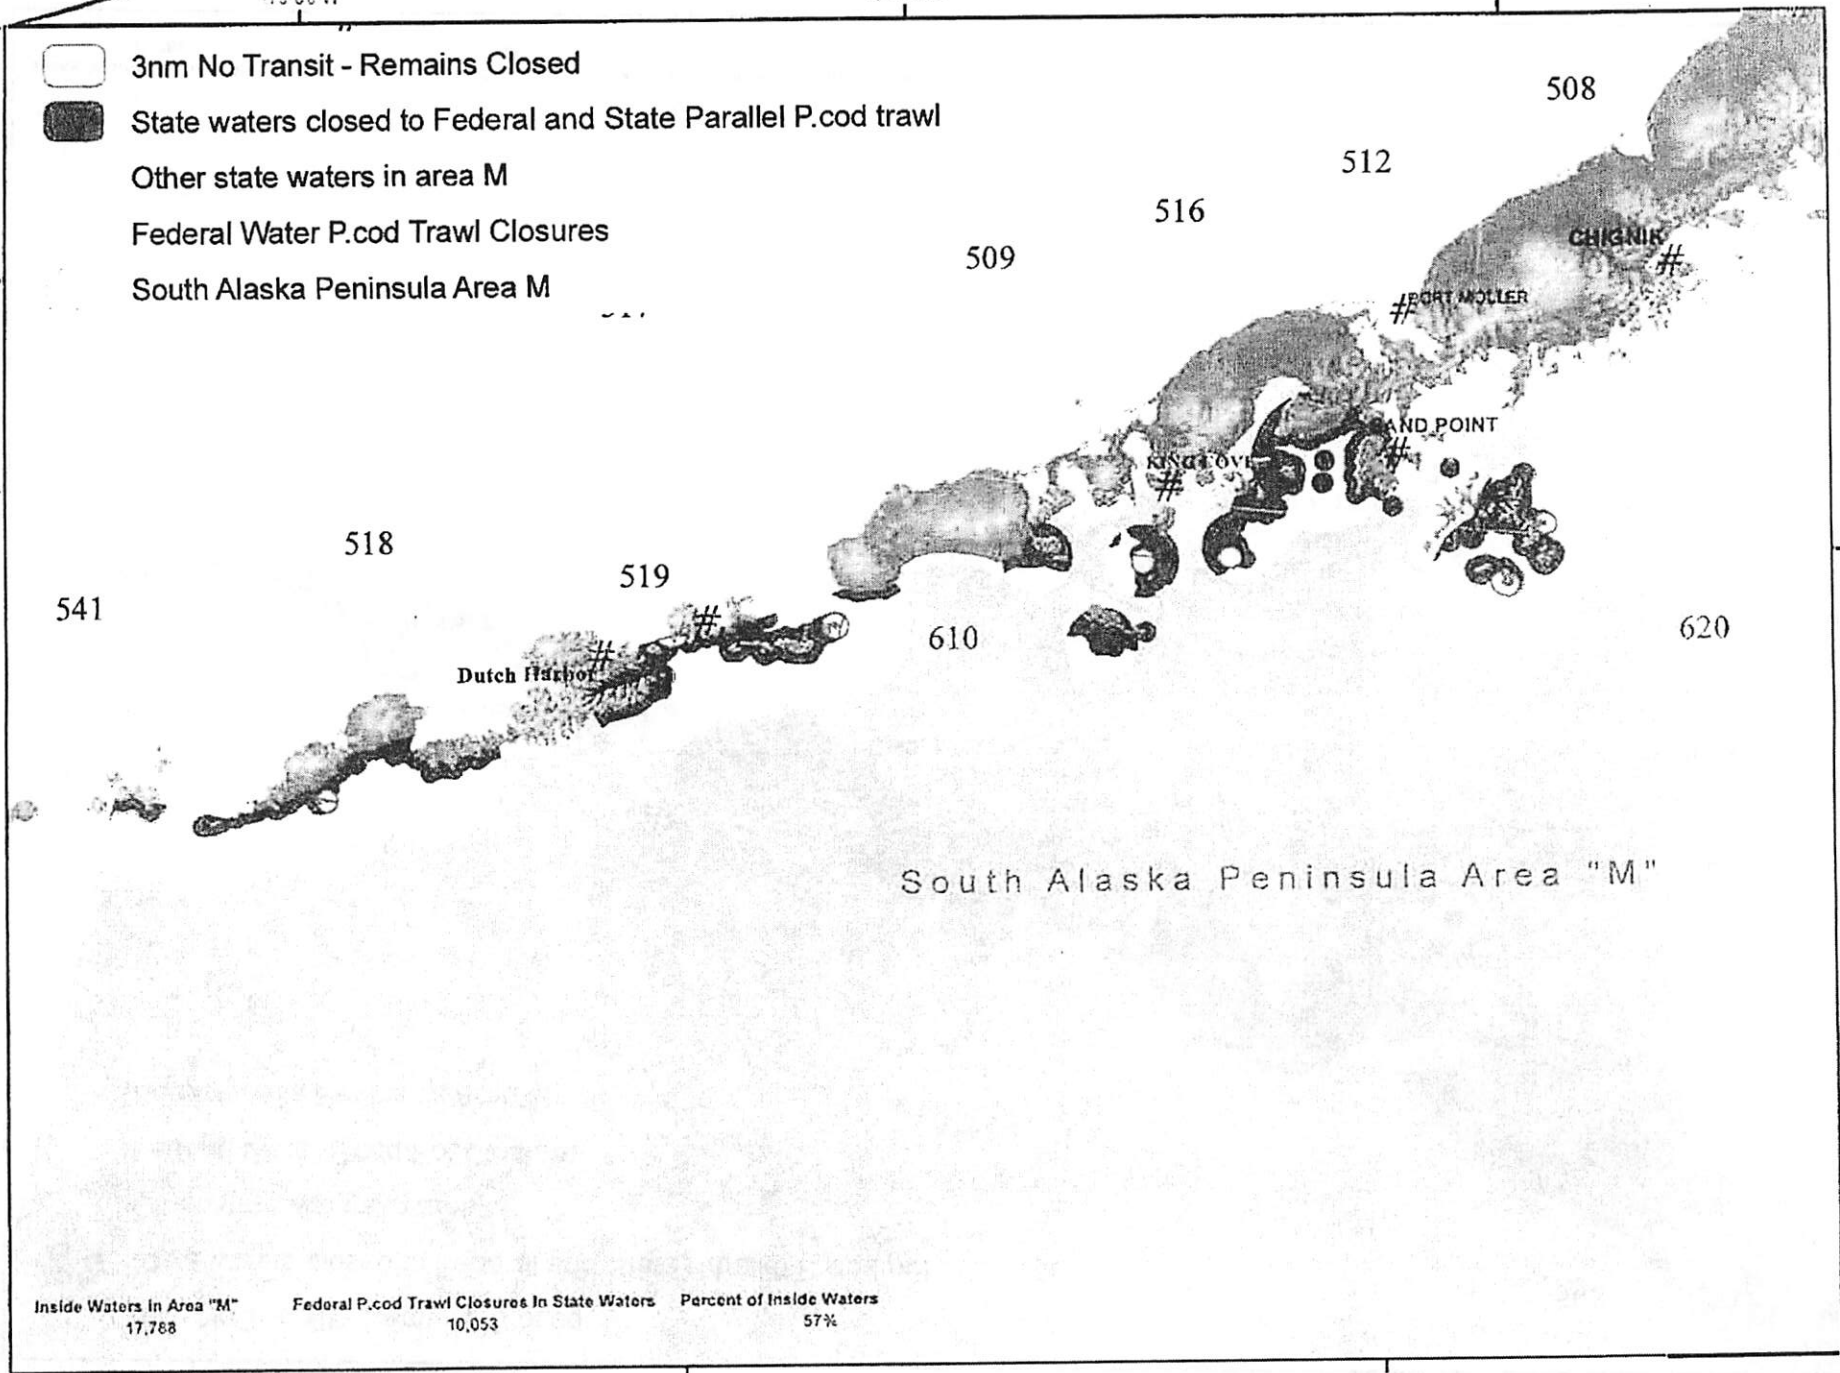 3nm No Transit - Remains Closed
State waters closed to Federal and State Parallel P.cod trawl
Other state waters in area M
Federal Water P.cod Trawl Closures
South Alaska Peninsula Area M
508
512
516
509
CHIGNIK
#
#PORT MOLLER
SAND POINT
#
KING COVE
#
518
519
541
#
#
Dutch Harbor
610
620
South Alaska Peninsula Area "M"
Inside Waters in Area "M" Federal P.cod Trawl Closures In State Waters Percent of Inside Waters
17,788 10,053 57%